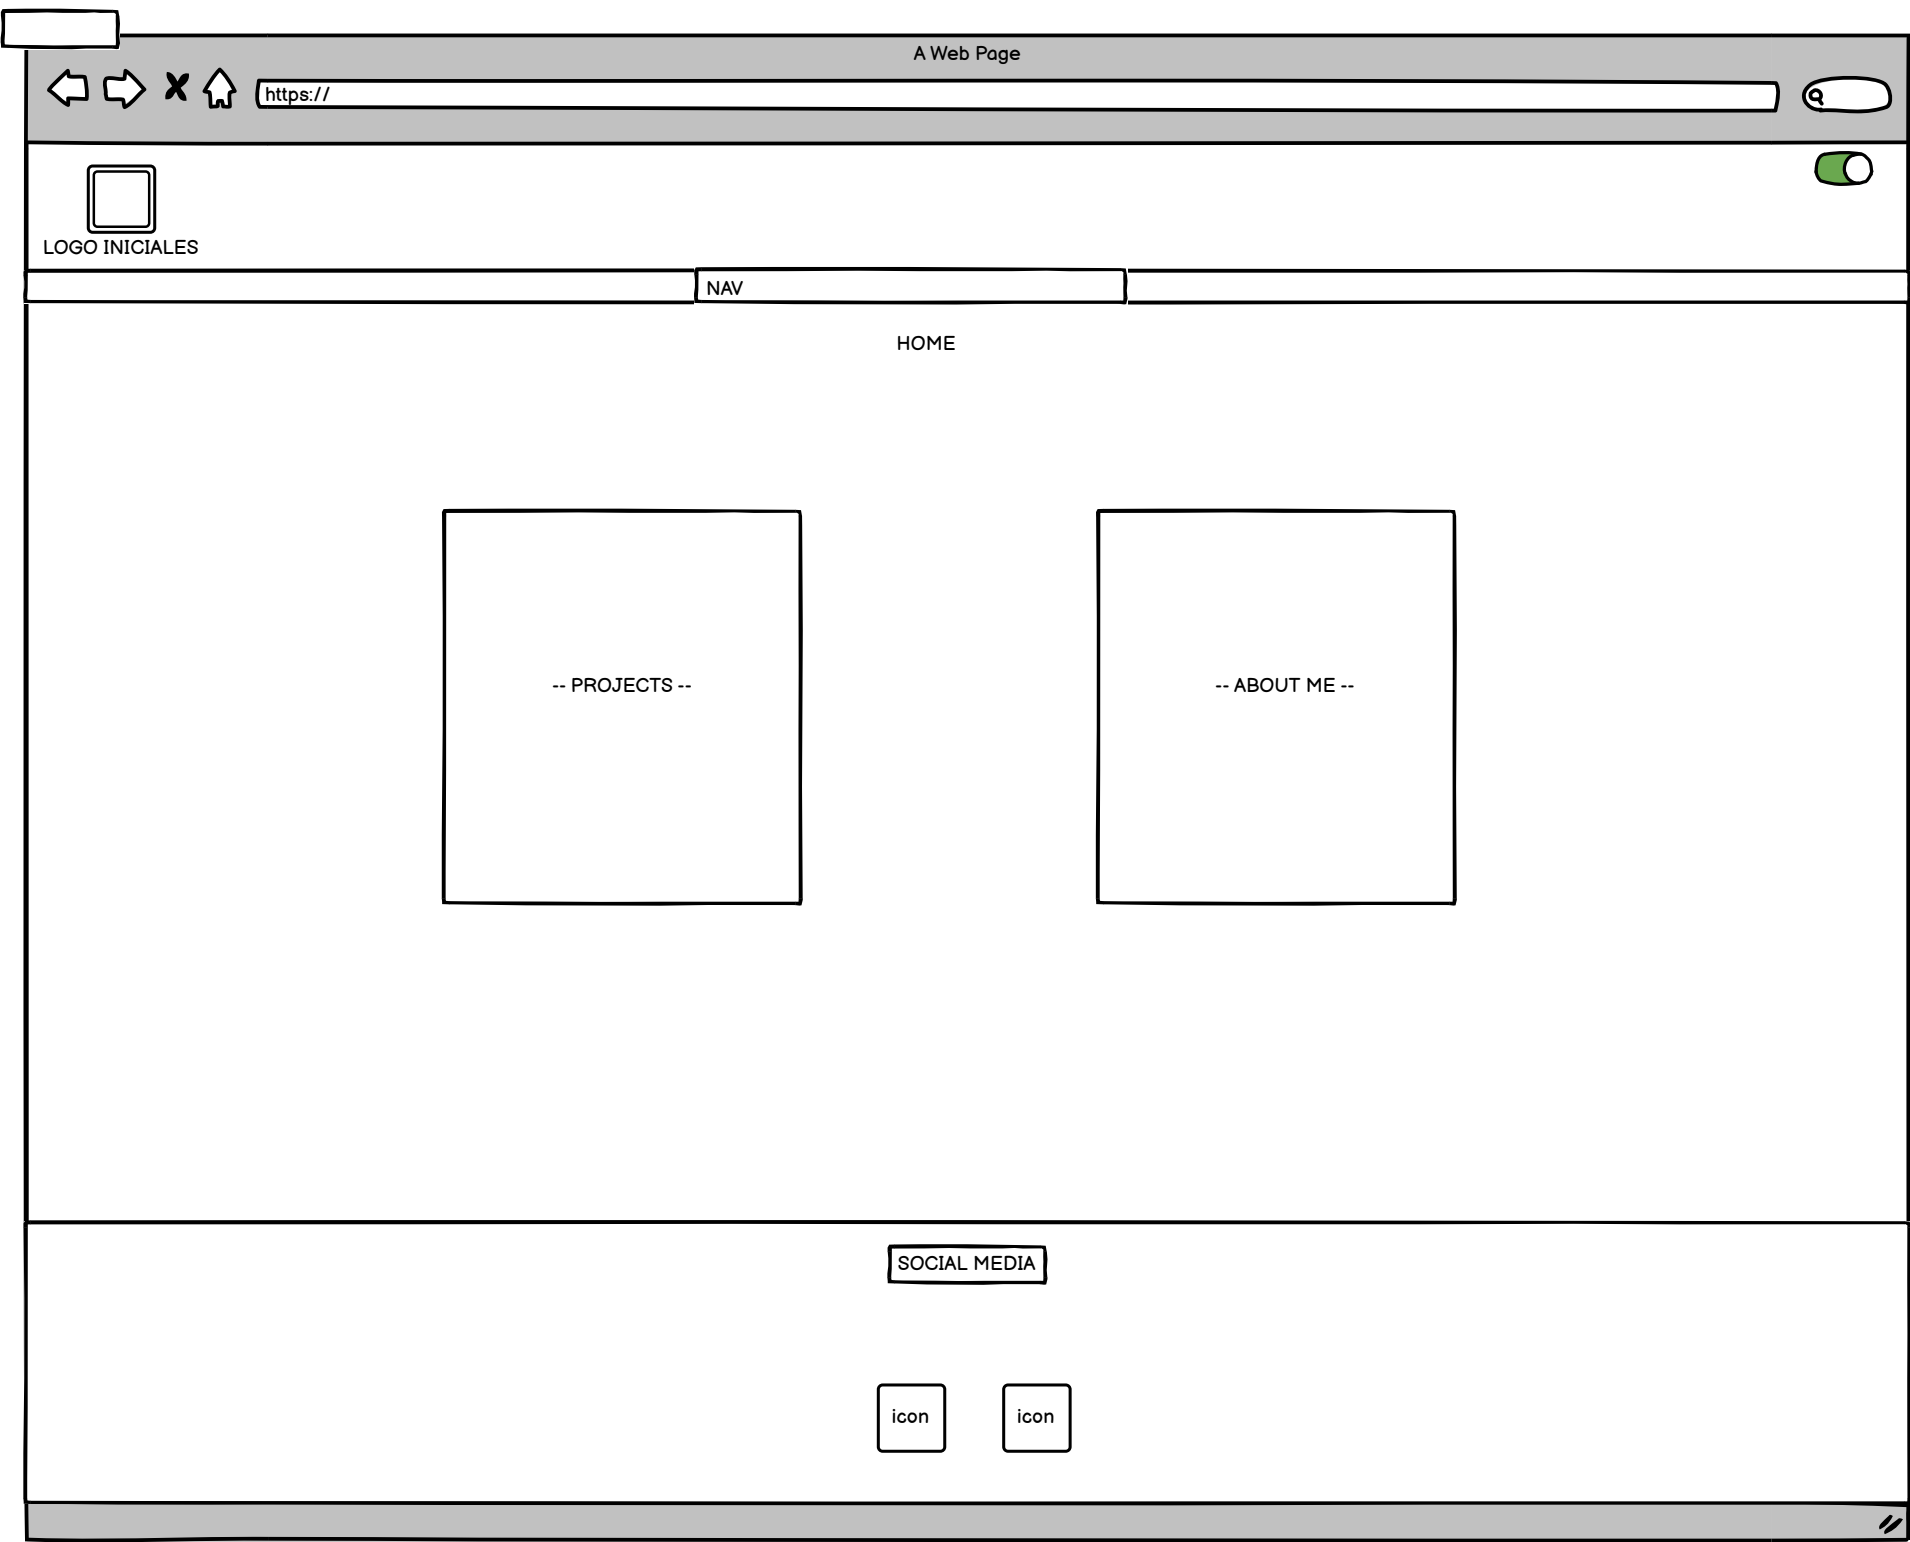 A Web Page
https://
LOGO INICIALES
NAV
HOME
-- PROJECTS --
-- ABOUT ME --
SOCIAL MEDIA
icon
icon